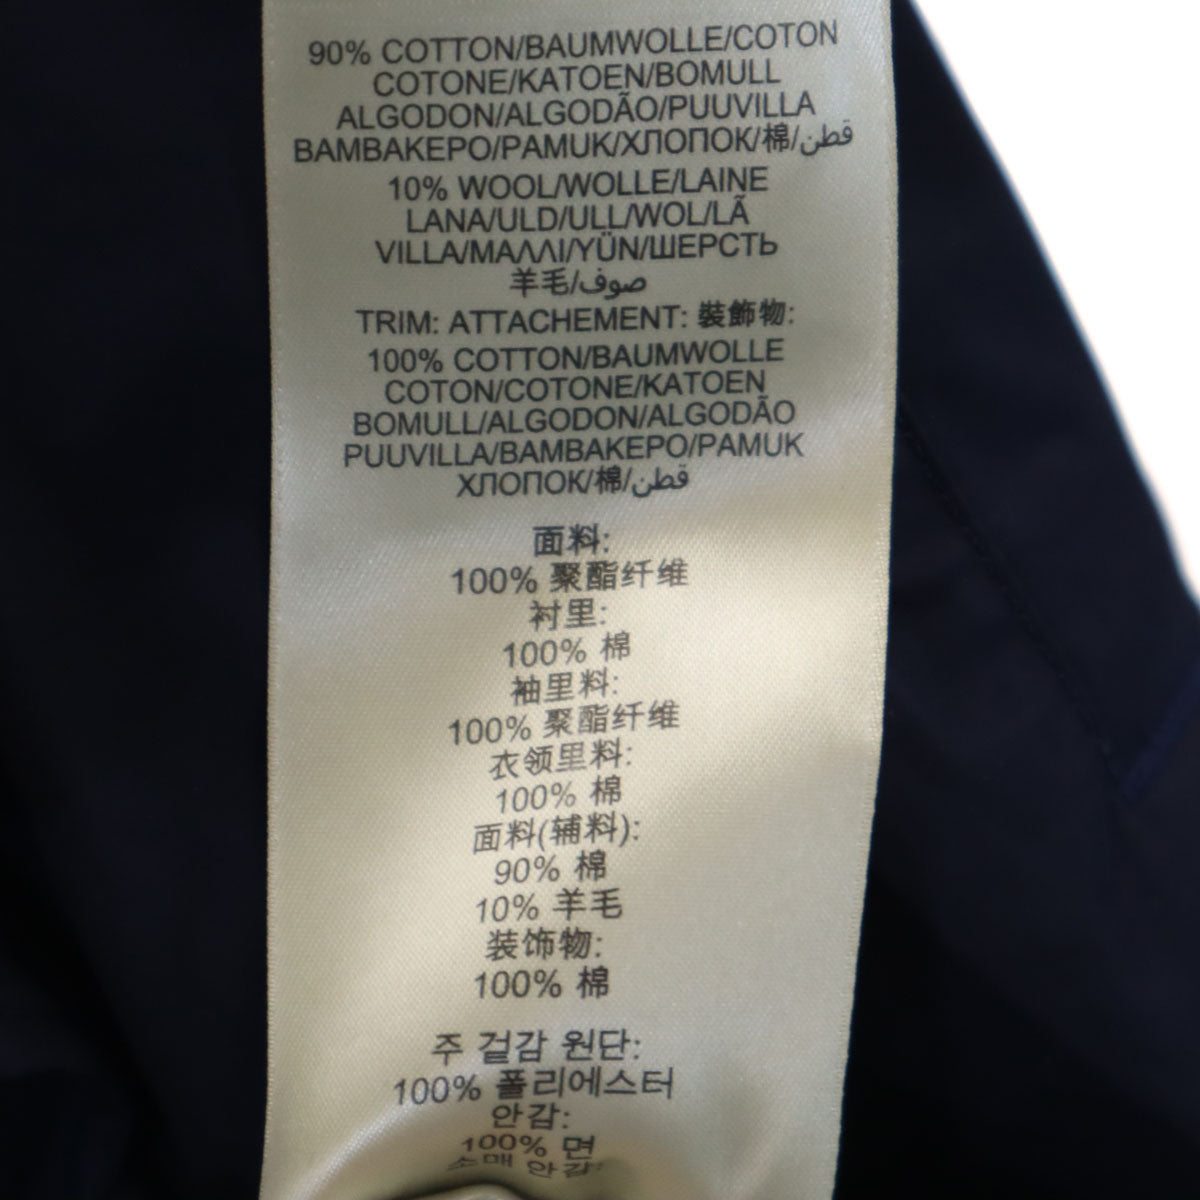 90% COTTON/BAUMWOLLE/COTON
COTONE/KATOEN/BOMULL
ALGODON/ALGODÃO/PUUVILLA
BAMBAKEPO/PAMUK/ХЛОПОК/棉/قطن
10% WOOL/WOLLE/LAINE
LANA/ULD/ULL/WOL/LÃ
VILLA/ΜΑΛΛΙ/YÜN/ШЕРСТЬ
羊毛/صوف
TRIM: ATTACHEMENT: 裝飾物:
100% COTTON/BAUMWOLLE
COTON/COTONE/KATOEN
BOMULL/ALGODON/ALGODÃO
PUUVILLA/BAMBAKEPO/PAMUK
ХЛОПОК/棉/قطن
面料:
100% 聚酯纤维
衬里:
100% 棉
袖里料:
100% 聚酯纤维
衣领里料:
100% 棉
面料(辅料):
90% 棉
10% 羊毛
装饰物:
100% 棉
주 겉감 원단:
100% 폴리에스터
안감:
100% 면
소매 안감: